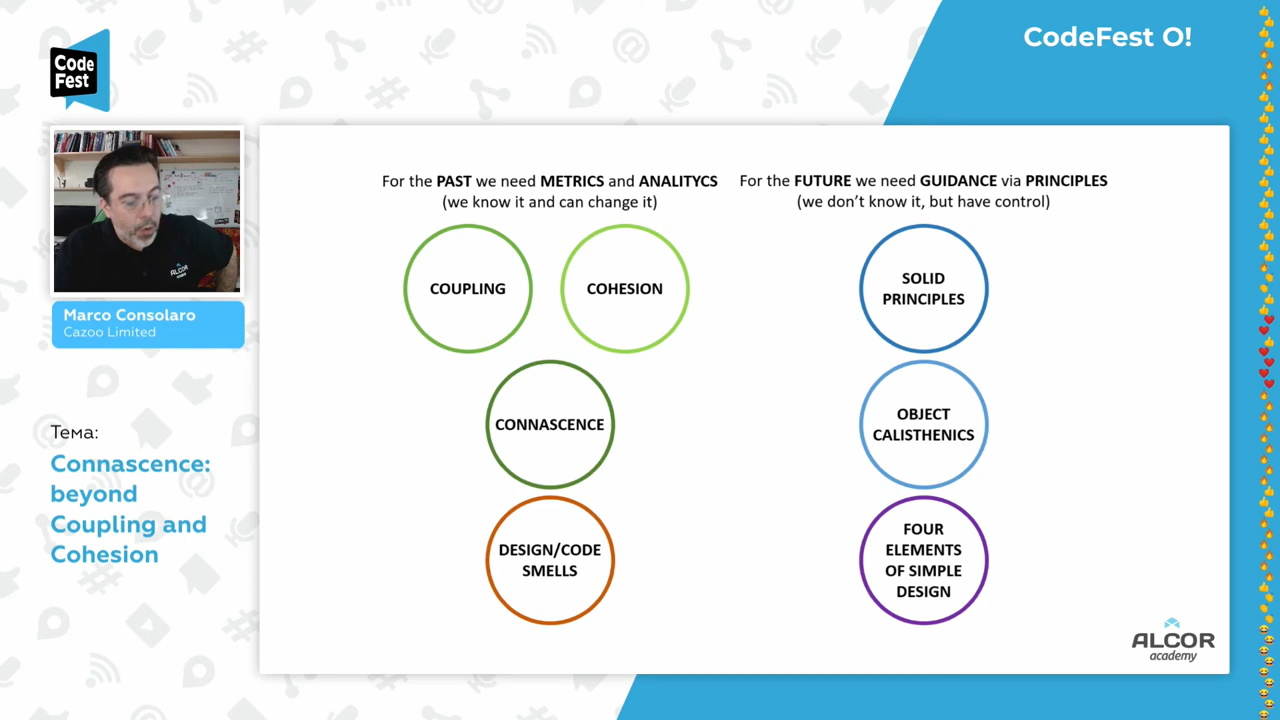 Code
Fest
CodeFest O!
ALCOR
Marco Consolaro
Cazoo Limited
Тема:
Connascence:
beyond
Coupling and
Cohesion
For the PAST we need METRICS and ANALITYCS
(we know it and can change it)
COUPLING
COHESION
CONNASCENCE
DESIGN/CODE
SMELLS
For the FUTURE we need GUIDANCE via PRINCIPLES
(we don't know it, but have control)
SOLID
PRINCIPLES
OBJECT
CALISTHENICS
FOUR
ELEMENTS
OF SIMPLE
DESIGN
ALCOR
academy